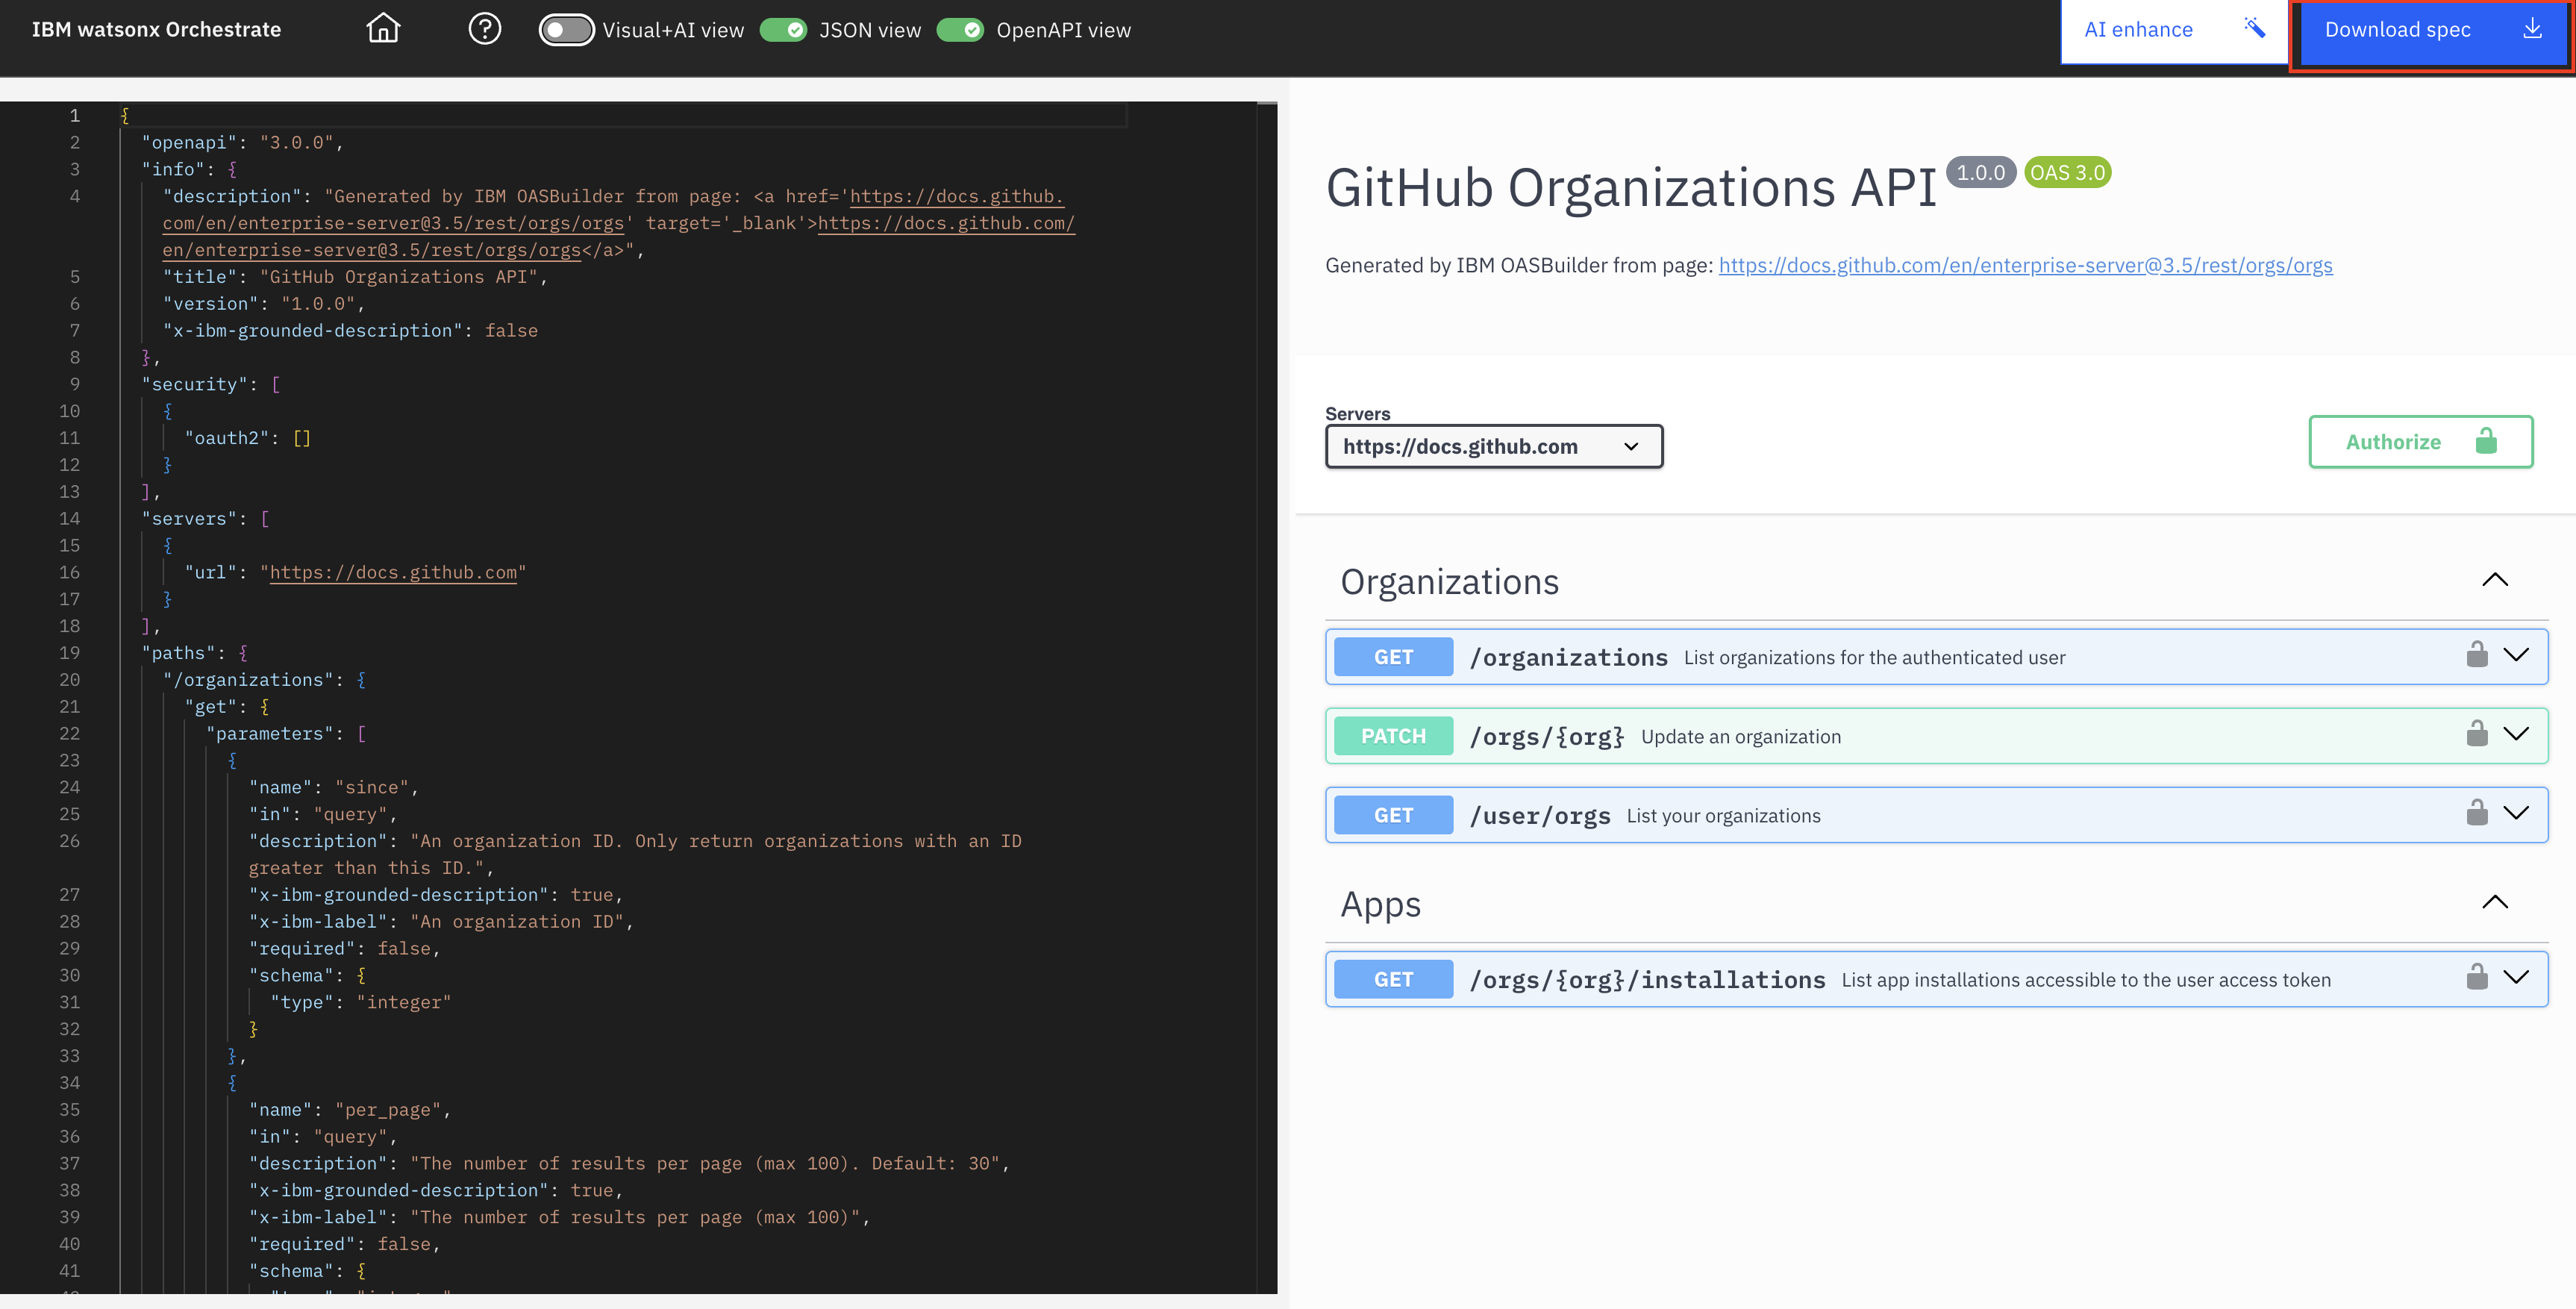 IBM watsonx Orchestrate
Visual+AI view
JSON view
OpenAPI view
AI enhance
Download spec
1 {
2 "openapi": "3.0.0",
3 "info": {
4 "description": "Generated by IBM OASBuilder from page: <a href='https://docs.github.
com/en/enterprise-server@3.5/rest/orgs/orgs' target='_blank'>https://docs.github.com/
en/enterprise-server@3.5/rest/orgs/orgs</a>",
5 "title": "GitHub Organizations API",
6 "version": "1.0.0",
7 "x-ibm-grounded-description": false
8 },
9 "security": [
10 {
11 "oauth2": []
12 }
13 ],
14 "servers": [
15 {
16 "url": "https://docs.github.com"
17 }
18 ],
19 "paths": {
20 "/organizations": {
21 "get": {
22 "parameters": [
23 {
24 "name": "since",
25 "in": "query",
26 "description": "An organization ID. Only return organizations with an ID
greater than this ID.",
27 "x-ibm-grounded-description": true,
28 "x-ibm-label": "An organization ID",
29 "required": false,
30 "schema": {
31 "type": "integer"
32 }
33 },
34 {
35 "name": "per_page",
36 "in": "query",
37 "description": "The number of results per page (max 100). Default: 30",
38 "x-ibm-grounded-description": true,
39 "x-ibm-label": "The number of results per page (max 100)",
40 "required": false,
41 "schema": {
GitHub Organizations API 1.0.0 OAS 3.0
Generated by IBM OASBuilder from page: https://docs.github.com/en/enterprise-server@3.5/rest/orgs/orgs
Servers
https://docs.github.com
Authorize
Organizations
GET /organizations List organizations for the authenticated user
PATCH /orgs/{org} Update an organization
GET /user/orgs List your organizations
Apps
GET /orgs/{org}/installations List app installations accessible to the user access token